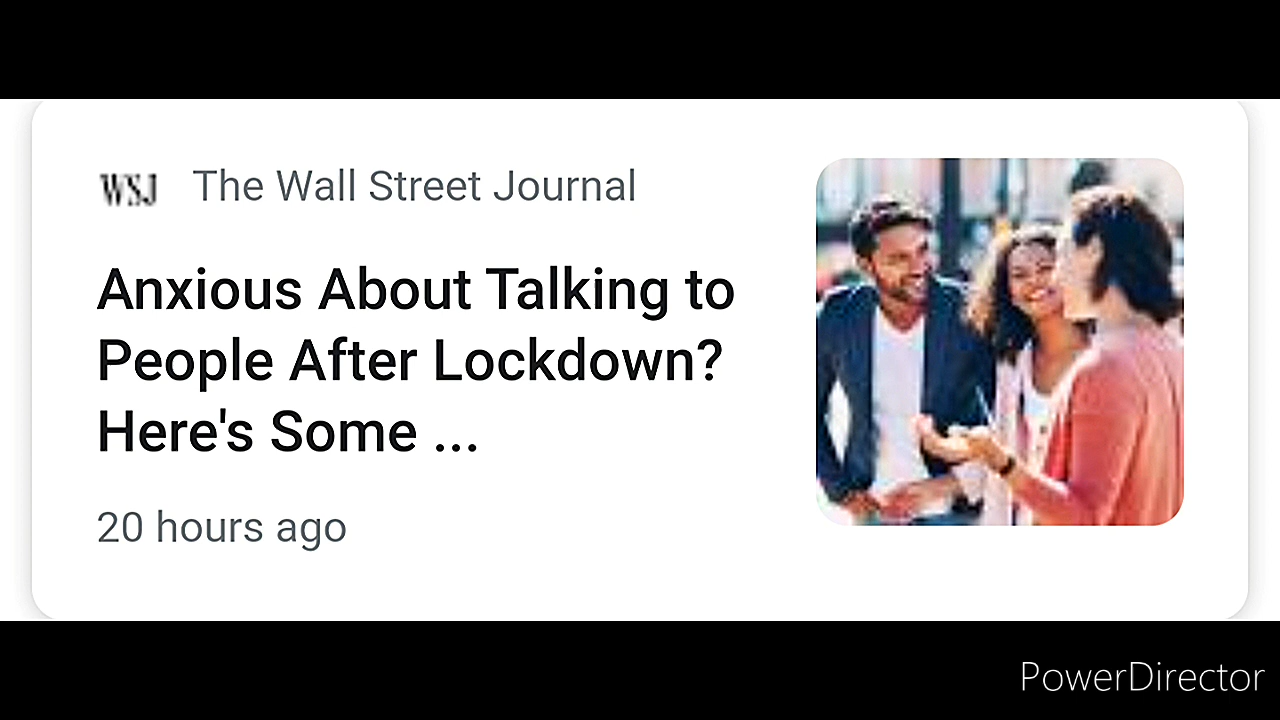 WSJ The Wall Street Journal
Anxious About Talking to
People After Lockdown?
Here's Some ...
20 hours ago
PowerDirector